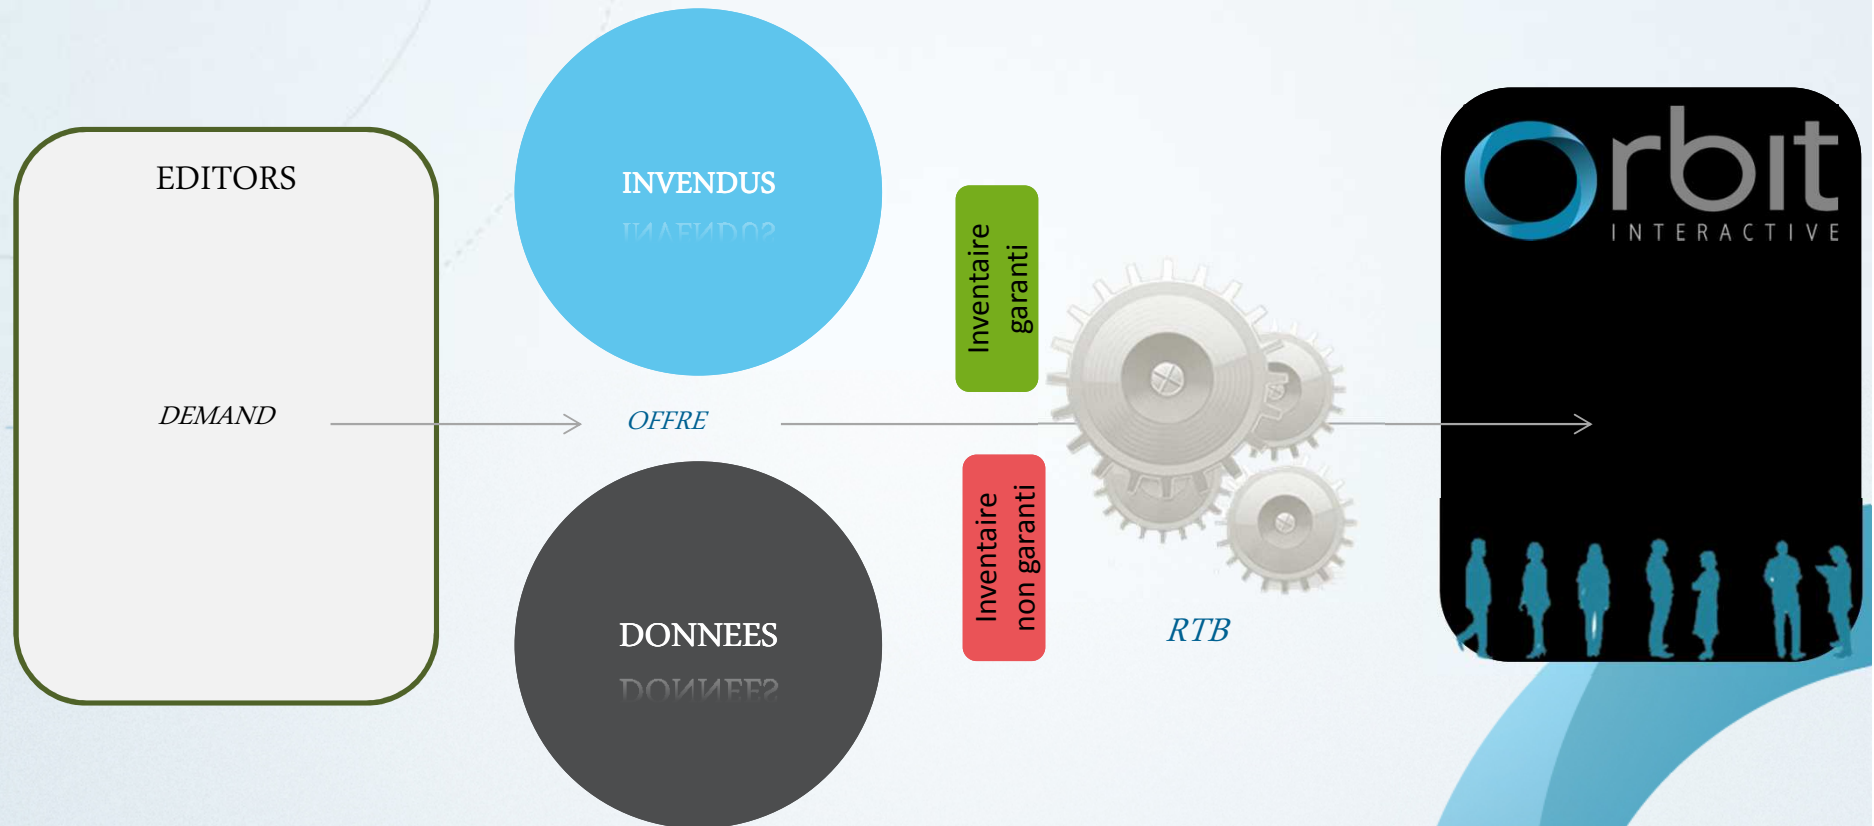 EDITORS
DEMAND
INVENDUS
OFFRE
DONNEES
Inventaire
garanti
Inventaire
non garanti
RTB
Orbit
INTERACTIVE